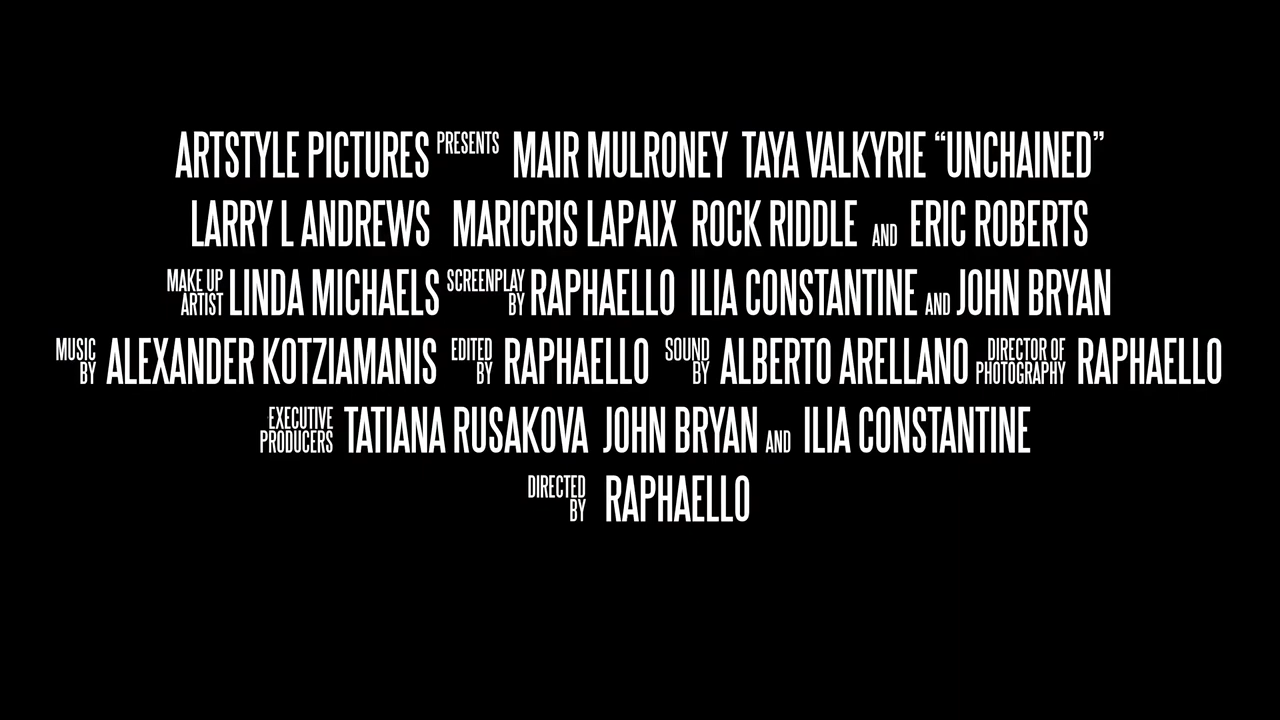 ARTSTYLE PICTURES PRESENTS MAIR MULRONEY TAYA VALKYRIE “UNCHAINED”
LARRY L ANDREWS MARICRIS LAPAIX ROCK RIDDLE AND ERIC ROBERTS
MAKE UP ARTIST LINDA MICHAELS SCREENPLAY BY RAPHAELLO ILIA CONSTANTINE AND JOHN BRYAN
MUSIC BY ALEXANDER KOTZIAMANIS EDITED BY RAPHAELLO SOUND BY ALBERTO ARELLANO DIRECTOR OF PHOTOGRAPHY RAPHAELLO
EXECUTIVE PRODUCERS TATIANA RUSAKOVA JOHN BRYAN AND ILIA CONSTANTINE
DIRECTED BY RAPHAELLO